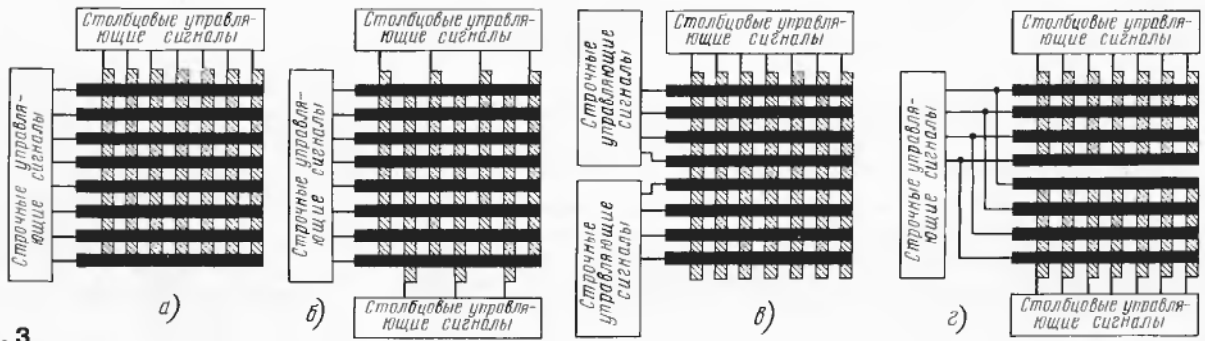 Столбцовые управля-
ющие сигналы
Строчные управля-
ющие сигналы
а)
Столбцовые управля-
ющие сигналы
Строчные управля-
ющие сигналы
Столбцовые управля-
ющие сигналы
б)
Столбцовые управля-
ющие сигналы
Строчные
управляющие
сигналы
Строчные
управляющие
сигналы
в)
Столбцовые управля-
ющие сигналы
Строчные управля-
ющие сигналы
Столбцовые управля-
ющие сигналы
г)
. 3